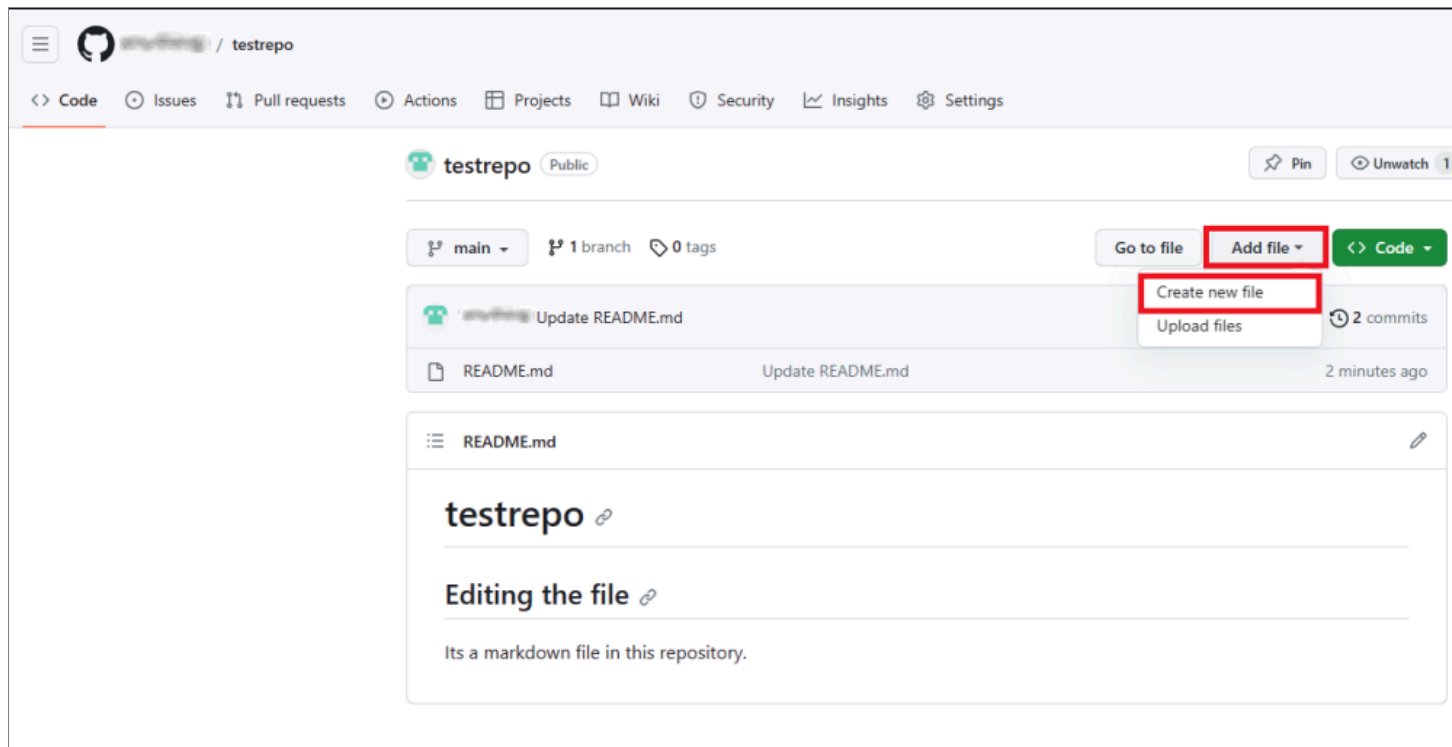 / testrepo
Code Issues Pull requests Actions Projects Wiki Security Insights Settings
testrepo Public Pin Unwatch 1
main 1 branch 0 tags Go to file Add file <> Code
Create new file
Update README.md 2 commits
Upload files
README.md Update README.md 2 minutes ago
README.md
testrepo
Editing the file
Its a markdown file in this repository.